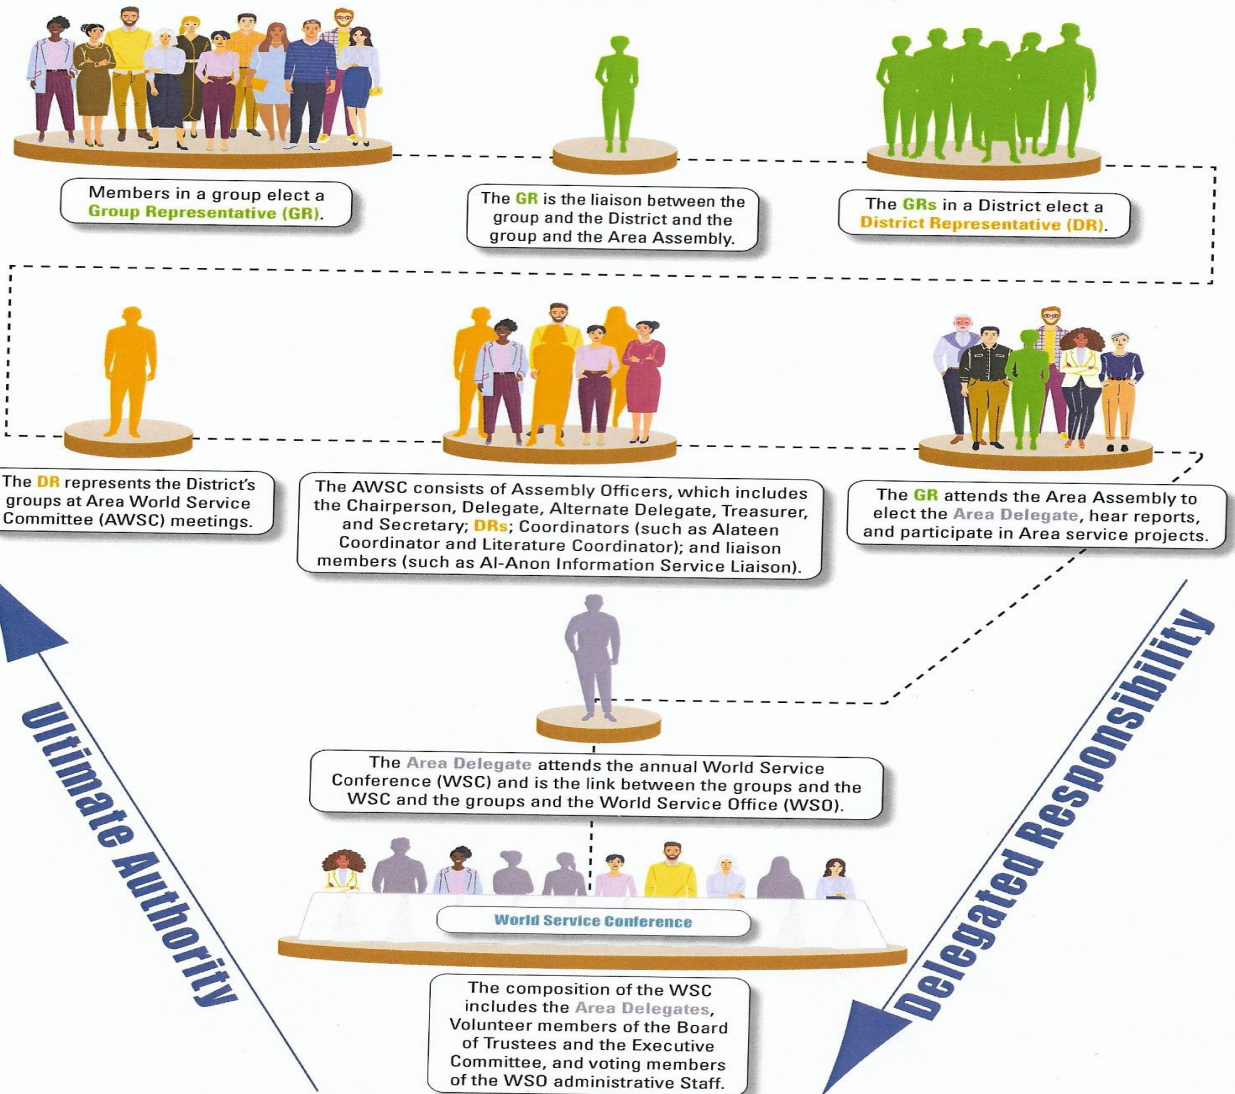 Members in a group elect a
Group Representative (GR).
The GR is the liaison between the
group and the District and the
group and the Area Assembly.
The GRs in a District elect a
District Representative (DR).
The DR represents the District's
groups at Area World Service
Committee (AWSC) meetings.
The AWSC consists of Assembly Officers, which includes
the Chairperson, Delegate, Alternate Delegate, Treasurer,
and Secretary; DRs; Coordinators (such as Alateen
Coordinator and Literature Coordinator); and liaison
members (such as Al-Anon Information Service Liaison).
The GR attends the Area Assembly to
elect the Area Delegate, hear reports,
and participate in Area service projects.
Ultimate Authority
Delegated Responsibility
The Area Delegate attends the annual World Service
Conference (WSC) and is the link between the groups and the
WSC and the groups and the World Service Office (WSO).
World Service Conference
The composition of the WSC
includes the Area Delegates,
Volunteer members of the Board
of Trustees and the Executive
Committee, and voting members
of the WSO administrative Staff.